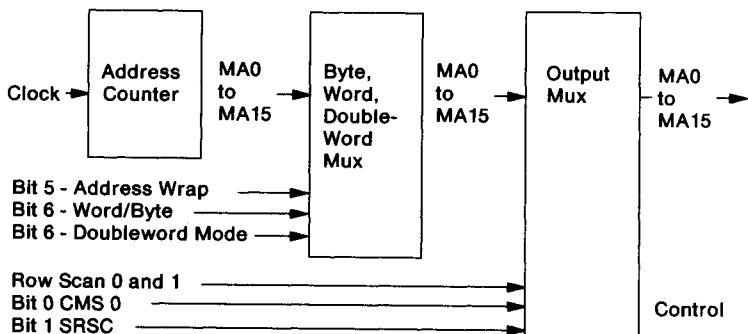 Clock
Address
Counter
MA0
to
MA15
Byte,
Word,
Double-
Word
Mux
MA0
to
MA15
Output
Mux
MA0
to
MA15
Bit 5 - Address Wrap
Bit 6 - Word/Byte
Bit 6 - Doubleword Mode
Row Scan 0 and 1
Bit 0 CMS 0
Bit 1 SRSC
Control